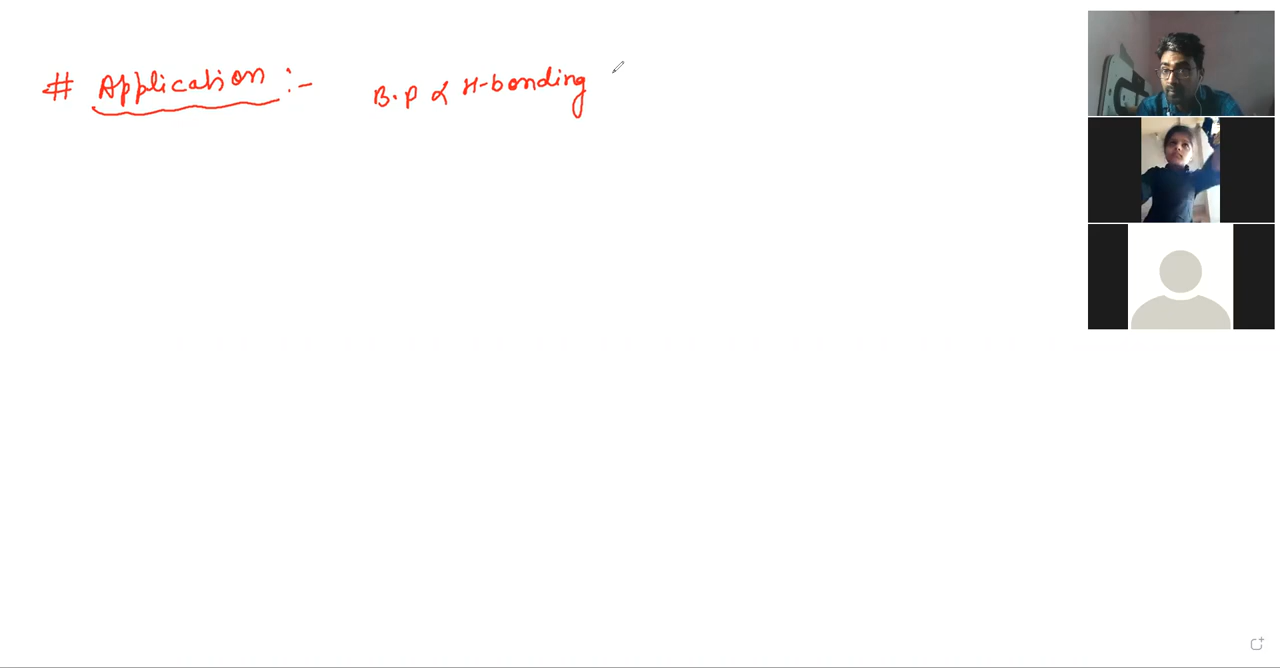 # Application :- B.P ∝ H-bonding